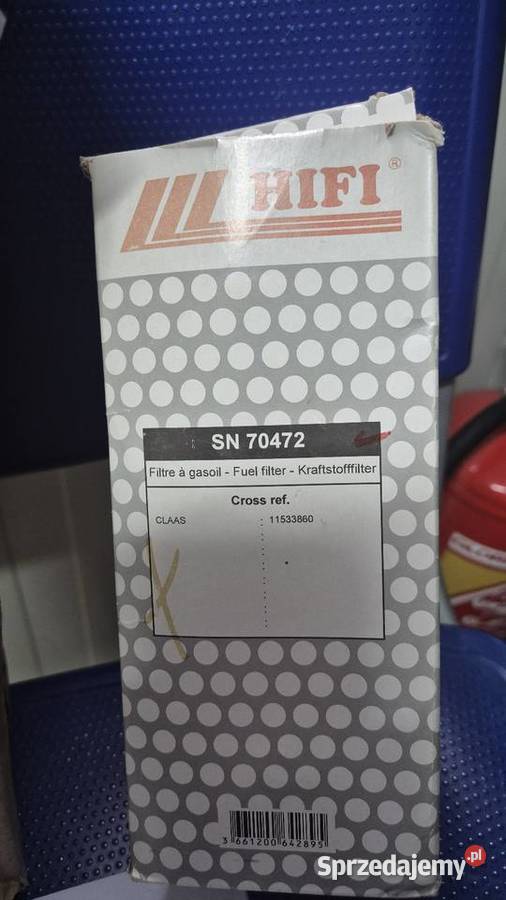 HIFI ®
SN 70472
Filtre à gasoil - Fuel filter - Kraftstofffilter
Cross ref.
CLAAS : 11533860
3 661200 642895
Sprzedajemy.pl